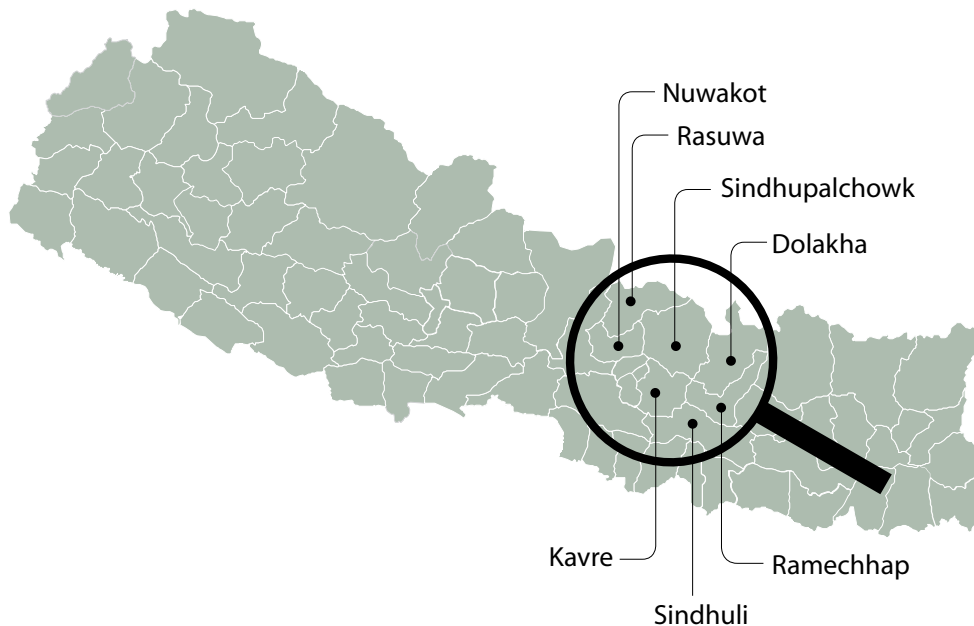 Nuwakot
Rasuwa
Sindhupalchowk
Dolakha
Kavre
Ramechhap
Sindhuli